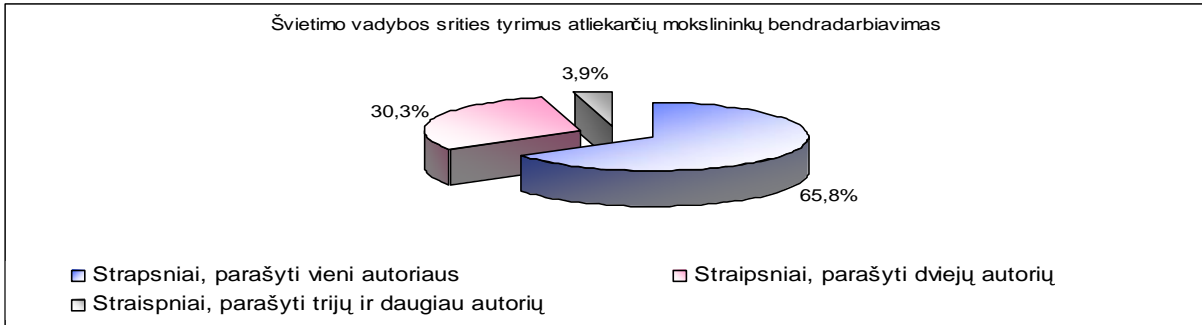 Švietimo vadybos srities tyrimus atliekančių mokslininkų bendradarbiavimas
3,9%
30,3%
65,8%
Strapsniai, parašyti vieni autoriaus
Straipsniai, parašyti dviejų autorių
Straispniai, parašyti trijų ir daugiau autorių